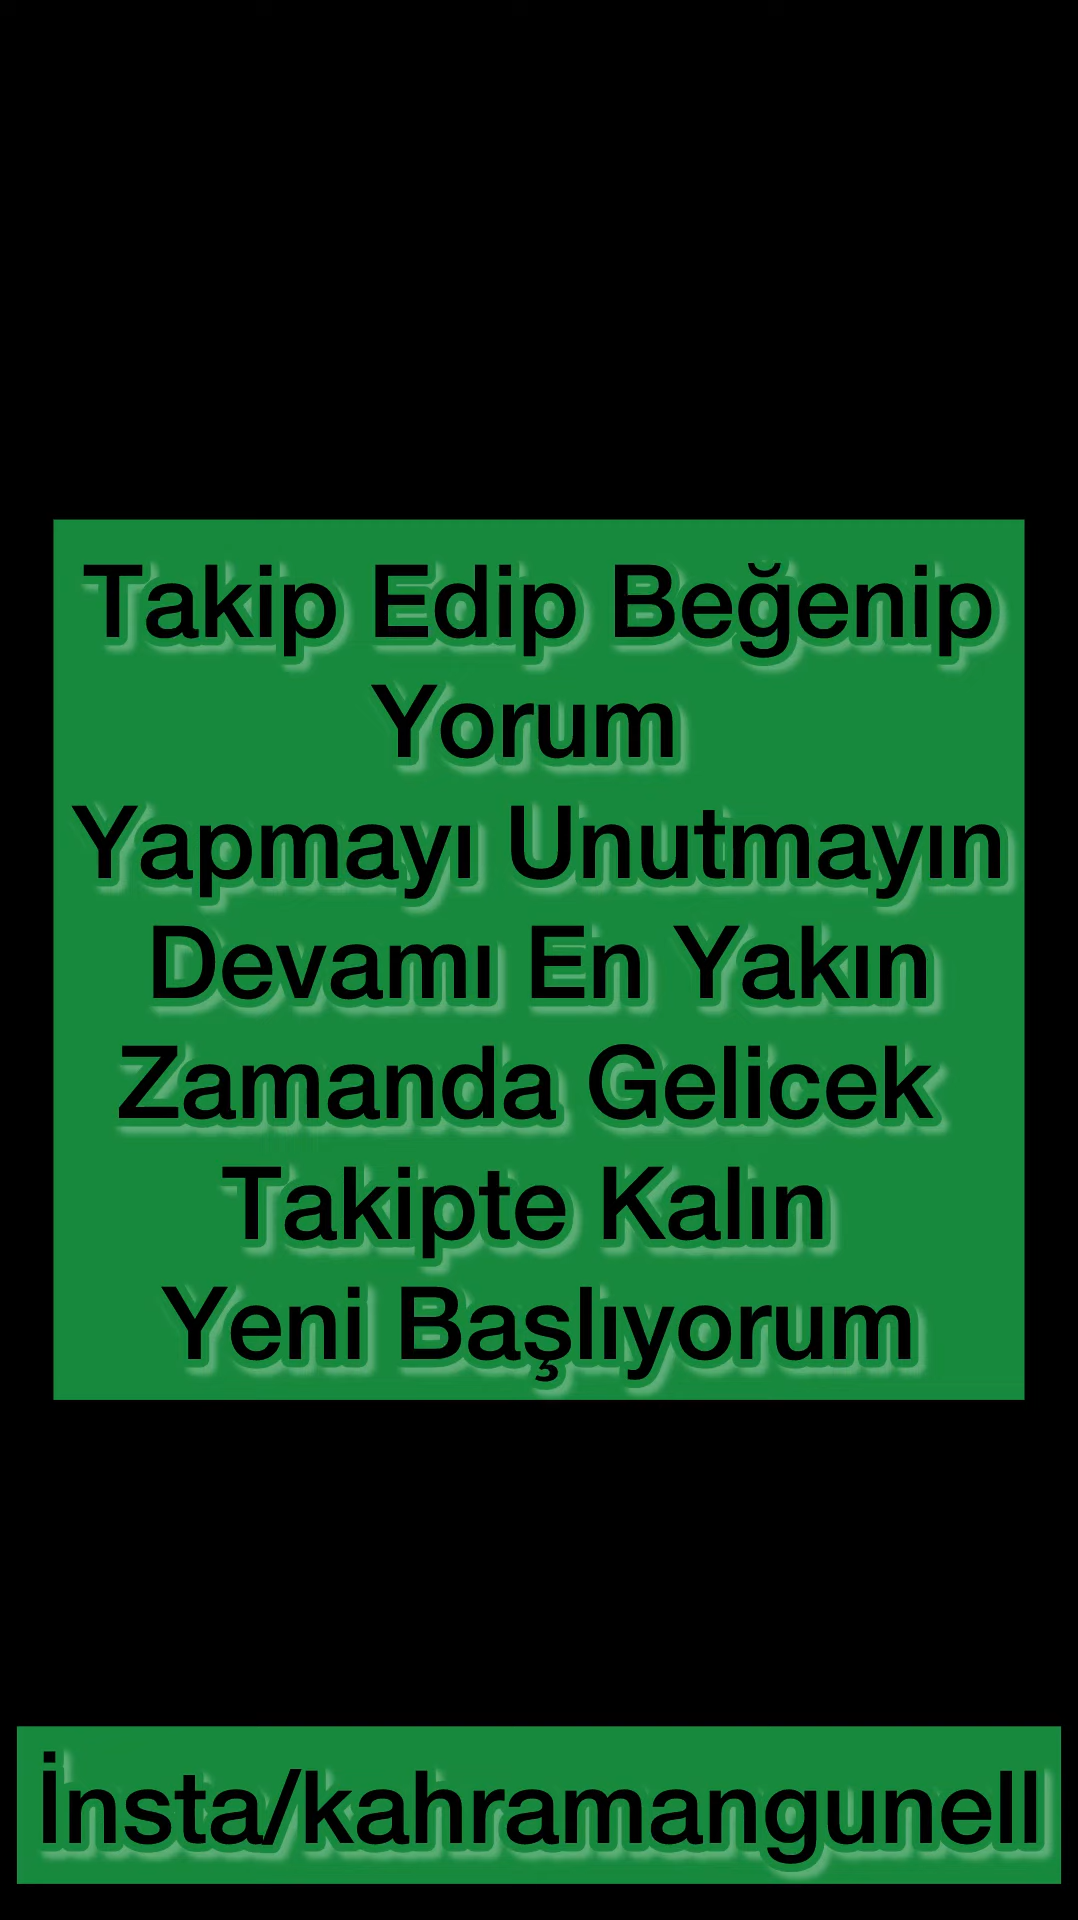 Takip Edip Beğenip
Yorum
Yapmayı Unutmayın
Devamı En Yakın
Zamanda Gelicek
Takipte Kalın
Yeni Başlıyorum
İnsta/kahramangunell